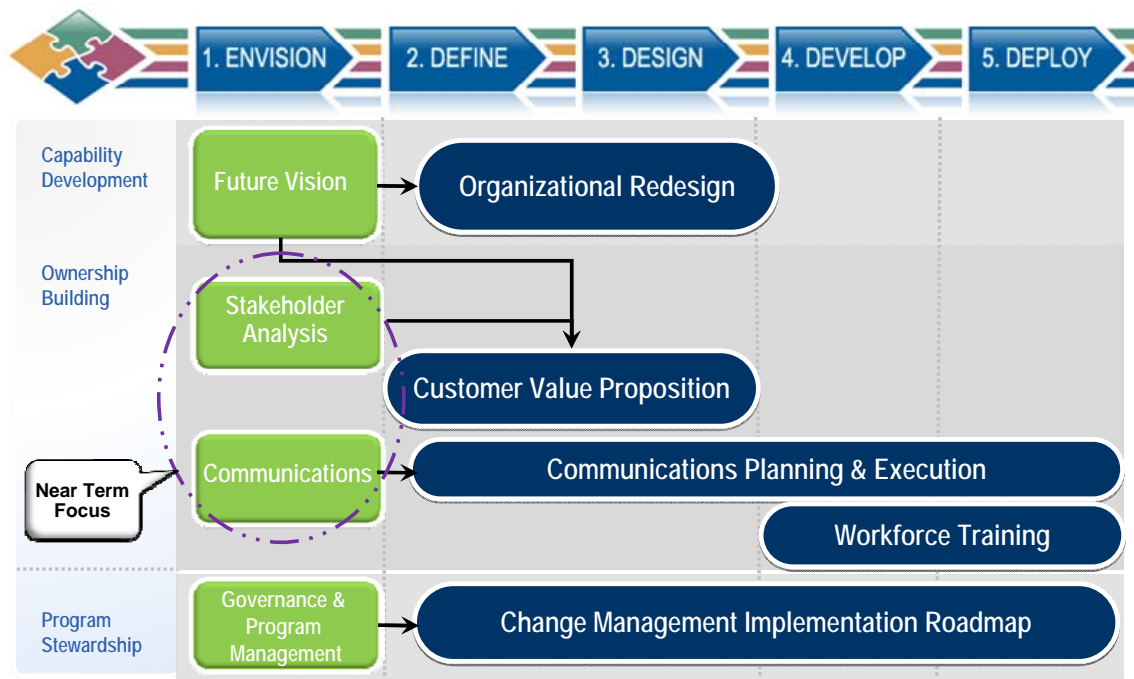 1. ENVISION
2. DEFINE
3. DESIGN
4. DEVELOP
5. DEPLOY
Capability
Development
Future Vision
Organizational Redesign
Ownership
Building
Stakeholder
Analysis
Customer Value Proposition
Near Term
Focus
Communications
Communications Planning & Execution
Workforce Training
Program
Stewardship
Governance &
Program
Management
Change Management Implementation Roadmap